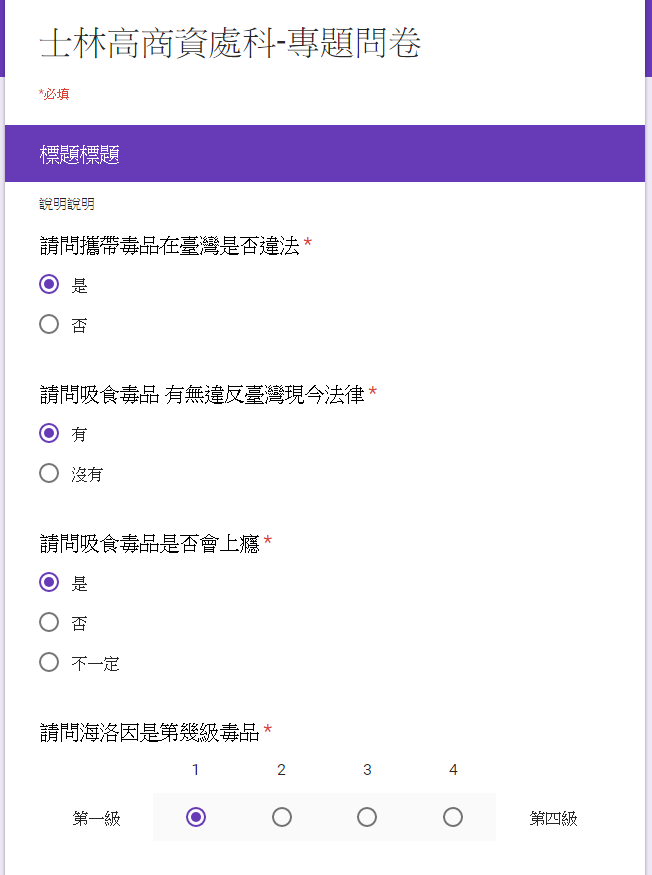 士林高商資處科-專題問卷
*必填
標題標題
說明說明
請問攜帶毒品在臺灣是否違法 *
是
否
請問吸食毒品 有無違反臺灣現今法律 *
有
沒有
請問吸食毒品是否會上癮 *
是
否
不一定
請問海洛因是第幾級毒品 *
1 2 3 4
第一級 第四級